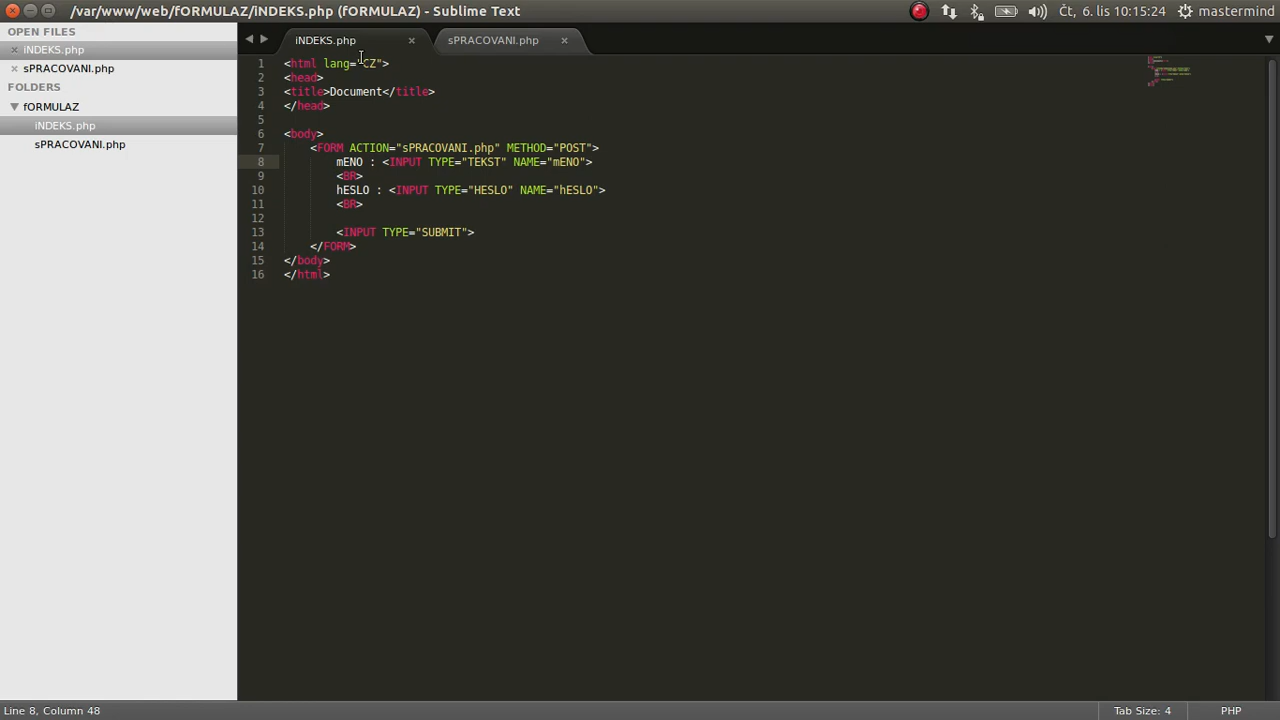 /var/www/web/fORMULAZ/iNDEKS.php (fORMULAZ) - Sublime Text
Čt, 6. lis 10:15:24
mastermind
OPEN FILES
iNDEKS.php
sPRACOVANI.php
FOLDERS
fORMULAZ
iNDEKS.php
sPRACOVANI.php
iNDEKS.php
sPRACOVANI.php
1 <html lang="CZ">
2 <head>
3 <title>Document</title>
4 </head>
5
6 <body>
7 <FORM ACTION="sPRACOVANI.php" METHOD="POST">
8 mENO : <INPUT TYPE="TEKST" NAME="mENO">
9 <BR>
10 hESLO : <INPUT TYPE="HESLO" NAME="hESLO">
11 <BR>
12
13 <INPUT TYPE="SUBMIT">
14 </FORM>
15 </body>
16 </html>
Line 8, Column 48
Tab Size: 4
PHP